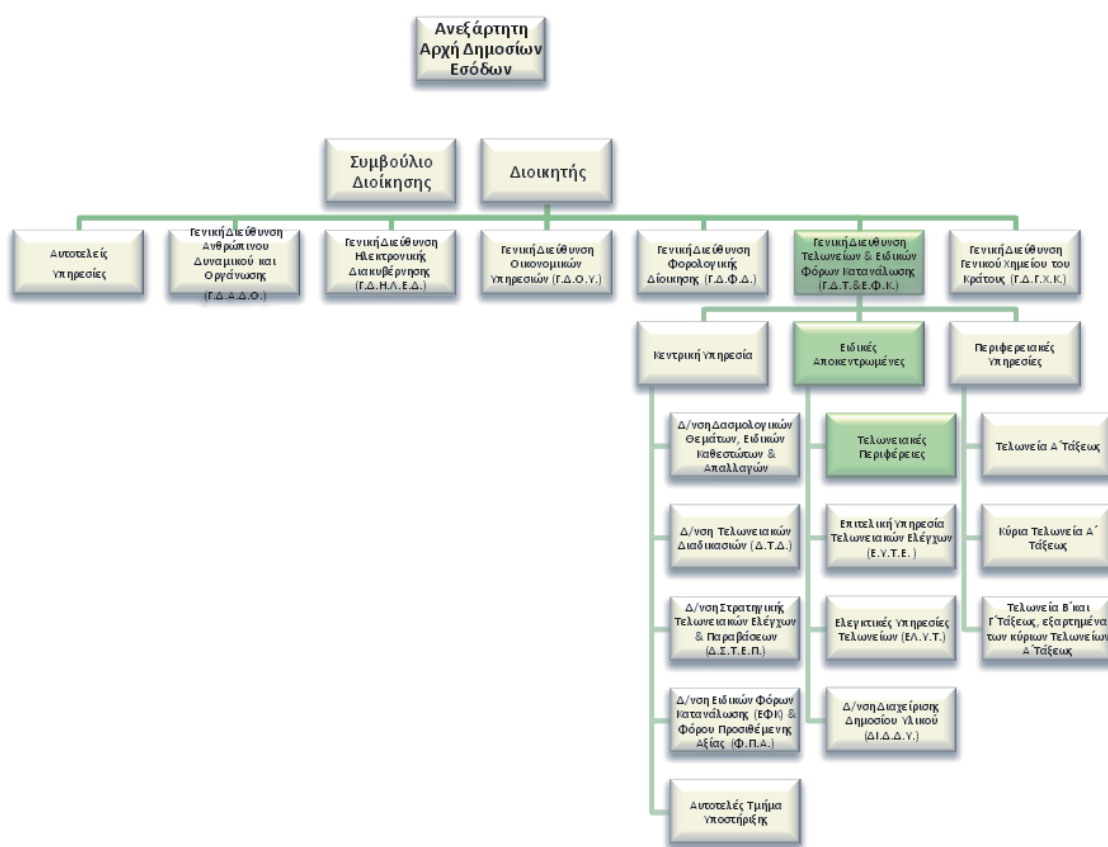 Ανεξάρτητη
Αρχή Δημοσίων
Εσόδων
Συμβούλιο
Διοίκησης
Διοικητής
Αυτοτελείς
Υπηρεσίες
Γενική Διεύθυνση
Ανθρώπινου
Δυναμικού και
Οργάνωσης
(Γ.Δ.Α.Δ.Ο.)
Γενική Διεύθυνση
Ηλεκτρονικής
Διακυβέρνησης
(Γ.Δ.Η.Λ.Ε.Δ.)
Γενική Διεύθυνση
Οικονομικών
Υπηρεσιών (Γ.Δ.Ο.Υ.)
Γενική Διεύθυνση
Φορολογικής
Δίοικησης (Γ.Δ.Φ.Δ.)
Γενική Διευθυνση
Τελωνείων & Ειδικών
Φόρων Κατανάλωσης
(Γ.Δ.Τ.&Ε.Φ.Κ.)
Γενική Διεύθυνση
Γενικού Χημείου του
Κράτους (Γ.Δ.Γ.Χ.Κ.)
Κεντρική Υπηρεσία
Ειδικές
Αποκεντρωμένες
Περιφερειακές
Υπηρεσίες
Δ/νση Δασμολογικών
Θεμάτων, Ειδικών
Καθεστώτων &
Απαλλαγών
Δ/νση Τελωνειακών
Διαδικασιών (Δ.Τ.Δ.)
Δ/νση Στρατηγικής
Τελωνειακών Ελέγχων
& Παραβάσεων
(Δ.Σ.Τ.Ε.Π.)
Δ/νση Ειδικών Φόρων
Κατανάλωσης (ΕΦΚ) &
Φόρου Προσιθέμενης
Αξίας (Φ.Π.Α.)
Αυτοτελές Τμήμα
Υποστήριξης
Τελωνειακές
Περιφέρειες
Επιτελική Υπηρεσία
Τελωνειακών Ελέγχων
(Ε.Υ.Τ.Ε. )
Ελεγκτικές Υπηρεσίες
Τελωνείων (ΕΛ.Υ.Τ.)
Δ/νση Διαχείρισης
Δημοσίου Υλικού
(ΔΙ.Δ.Δ.Υ.)
Τελωνεία Α΄Τάξεως
Κύρια Τελωνεία Α΄
Τάξεως
Τελωνεία Β΄και
Γ΄Τάξεως, εξαρτημένα
των κύριων Τελωνείων
Α΄Τάξεως